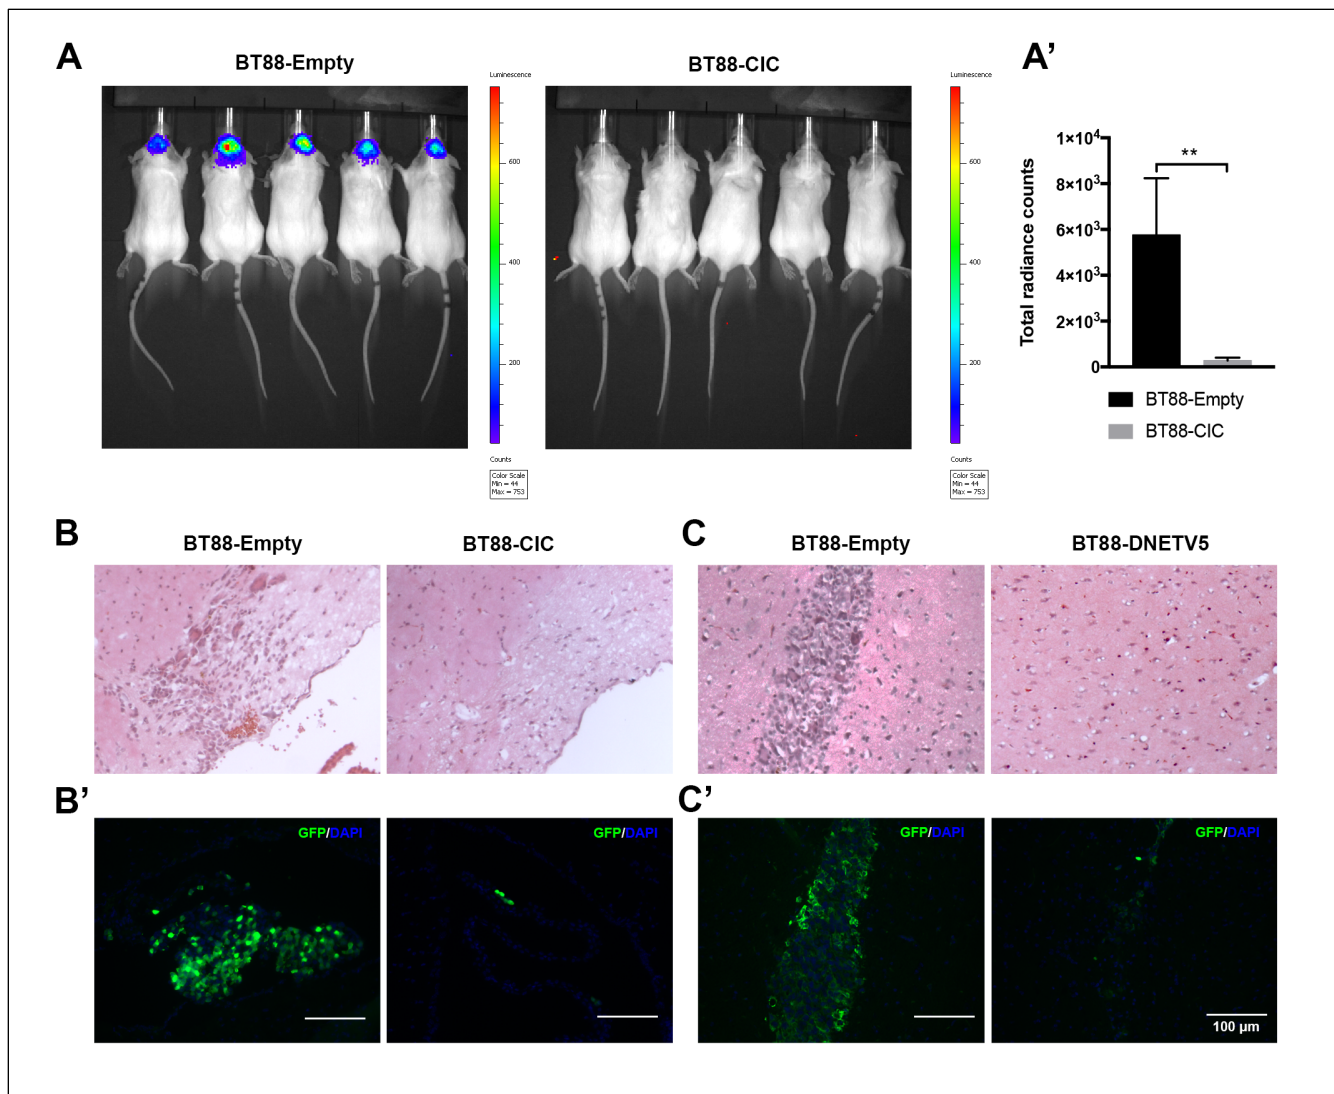 A
BT88-Empty
BT88-CIC
A’
Luminescence
600
400
200
Counts
Color Scale
Min = 44
Max = 753
Luminescence
600
400
200
Counts
Color Scale
Min = 44
Max = 753
Total radiance counts
1×10⁴
8×10³
6×10³
4×10³
2×10³
0
**
BT88-Empty
BT88-CIC
B
BT88-Empty
BT88-CIC
C
BT88-Empty
BT88-DNETV5
B’
GFP/DAPI
GFP/DAPI
C’
GFP/DAPI
GFP/DAPI
100 µm